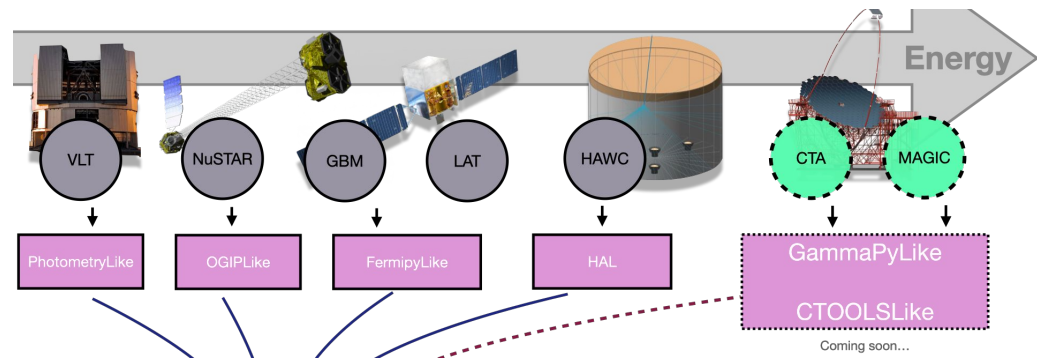 Energy
VLT
NuSTAR
GBM
LAT
HAWC
CTA
MAGIC
PhotometryLike
OGIPLike
FermipyLike
HAL
GammaPyLike
CTOOLSLike
Coming soon...